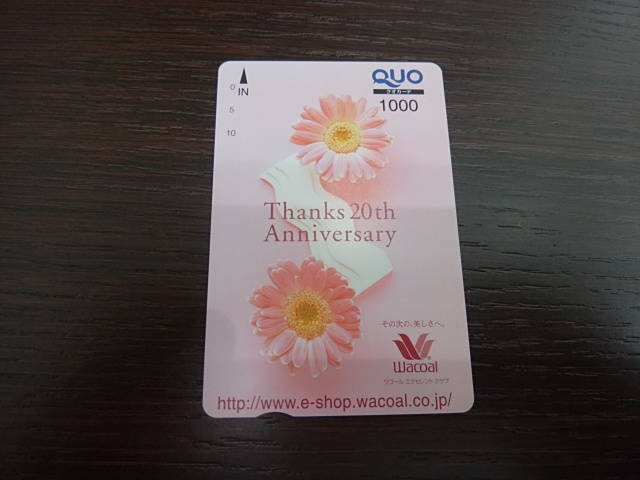 0
IN
5
10
QUO
クオカード
1000
Thanks 20th
Anniversary
その次の、美しさへ。
Wacoal
ワコール エクセレント クラブ
http://www.e-shop.wacoal.co.jp/